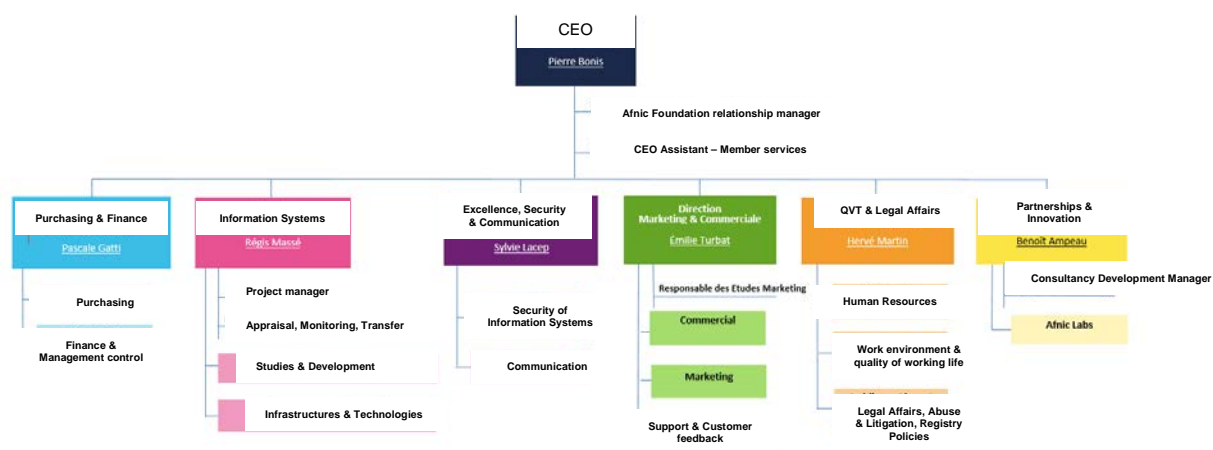 CEO
Pierre Bonis
Afnic Foundation relationship manager
CEO Assistant – Member services
Purchasing & Finance
Pascale Gatti
Purchasing
Finance &
Management control
Information Systems
Régis Massé
Project manager
Appraisal, Monitoring, Transfer
Studies & Development
Infrastructures & Technologies
Excellence, Security
& Communication
Sylvie Lacep
Security of
Information Systems
Communication
Direction
Marketing & Commerciale
Émilie Turbat
Responsable des Etudes Marketing
Commercial
Marketing
Support & Customer
feedback
QVT & Legal Affairs
Hervé Martin
Human Resources
Work environment &
quality of working life
Legal Affairs, Abuse
& Litigation, Registry
Policies
Partnerships &
Innovation
Benoît Ampeau
Consultancy Development Manager
Afnic Labs